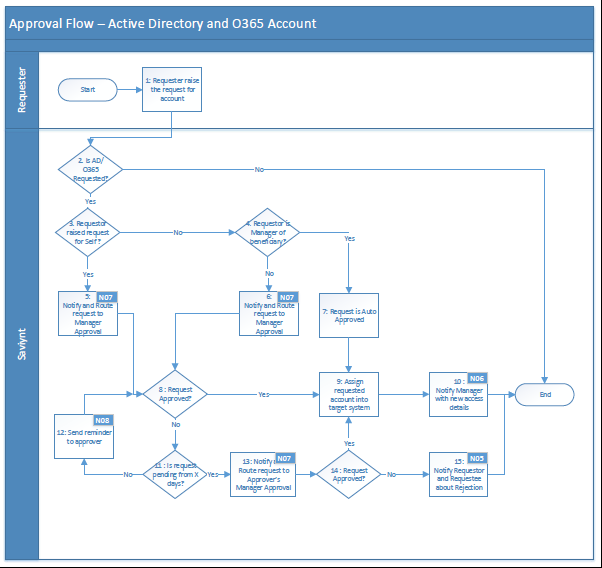 Approval Flow – Active Directory and O365 Account
Requester
Start
1: Requester raise
the request for
account
Saviynt
2. Is AD/
O365
Requested?
No
Yes
3. Requestor
raised request
for Self ?
No
4. Requestor is
Manager of
beneficiary?
Yes
Yes
No
5:
N07
Notify and Route
request to
Manager
Approval
6:
N07
Notify and Route
request to
Manager
Approval
7: Request is Auto
Approved
8 : Request
Approved?
Yes
9: Assign
requested
account into
target system
10 :
N06
Notify Manager
with new access
details
End
No
N08
12: Send reminder
to approver
11 : Is request
pending from X
days?
No
Yes
N07
13: Notify
Route request to
Approver's
Manager Approval
Yes
14 : Request
Approved?
No
N05
15:
Notify Requestor
and Requestee
about Rejection